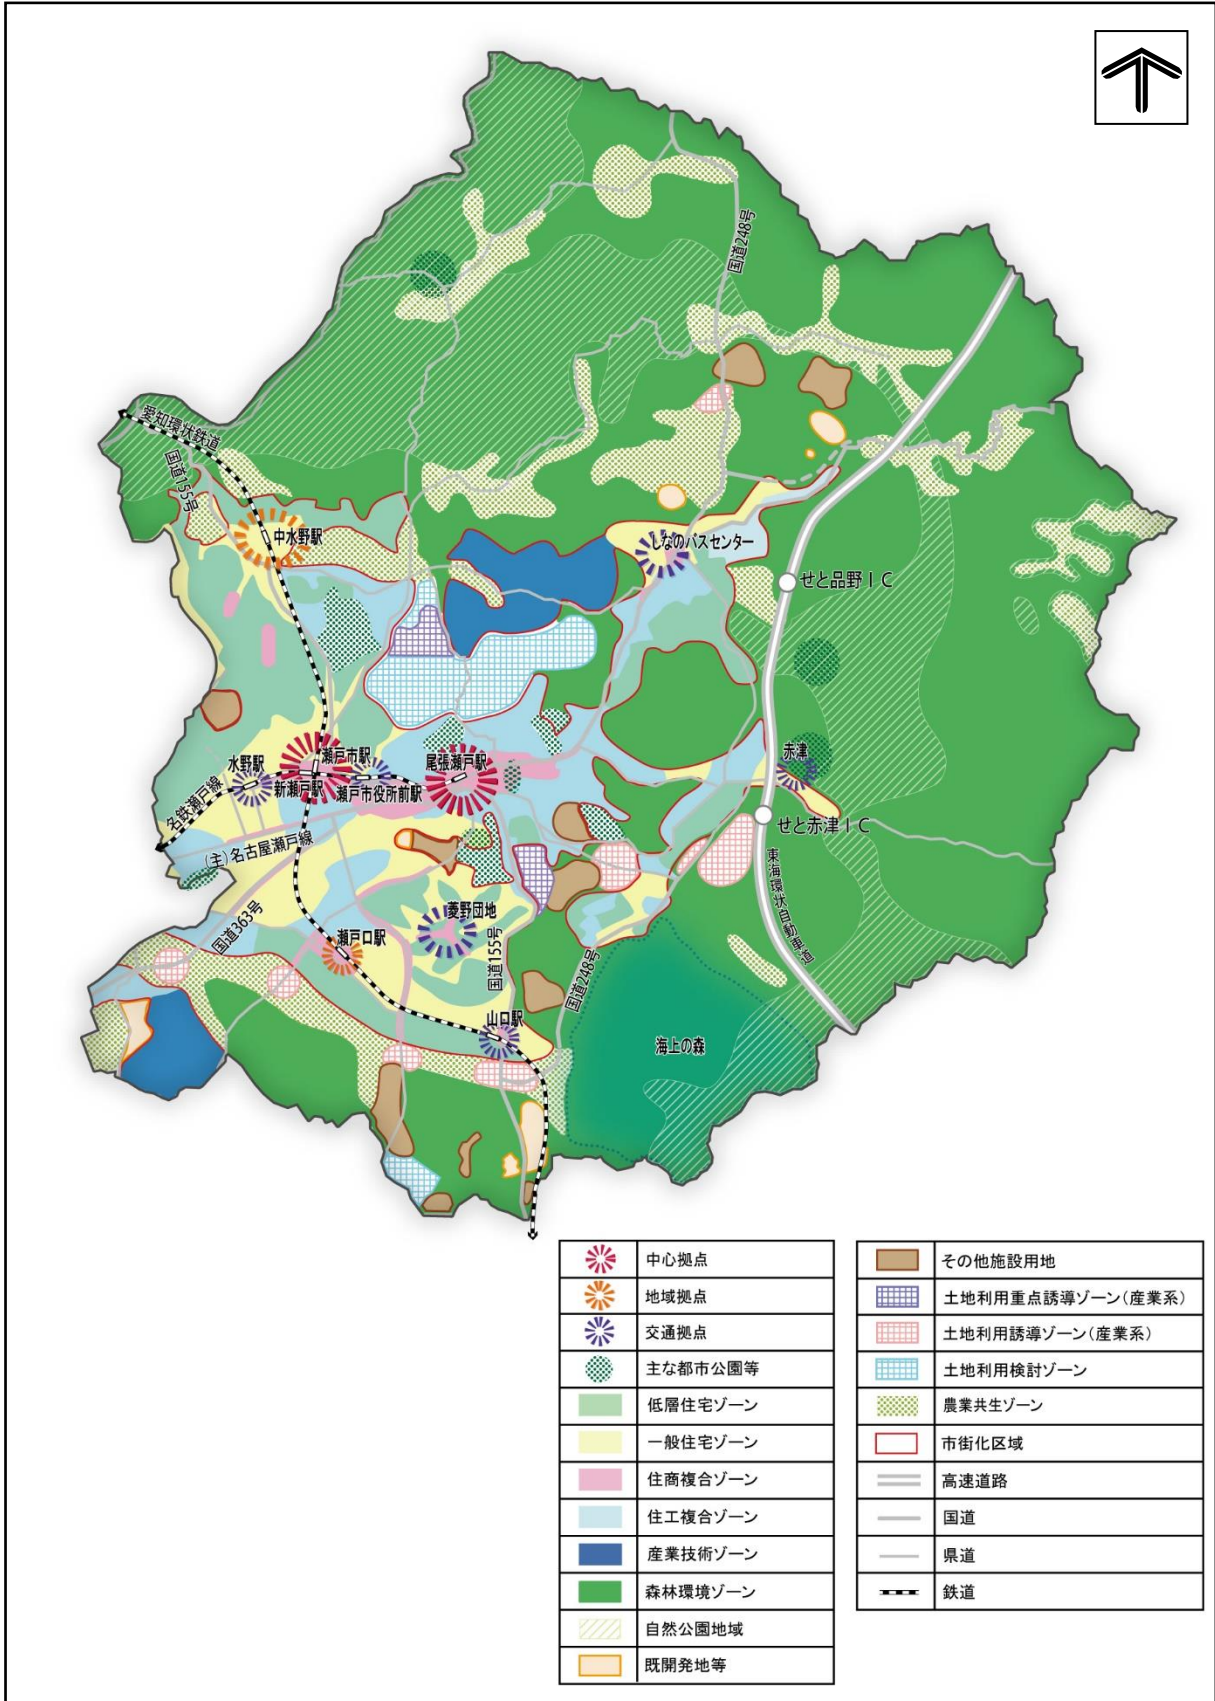 国道248号
愛知環状鉄道
国道155号
中水野駅
しなのバスセンター
せと品野IC
瀬戸市駅
尾張瀬戸駅
赤津
水野駅
新瀬戸駅
瀬戸市役所前駅
名鉄瀬戸線
せと赤津IC
(主)名古屋瀬戸線
東海環状自動車道
国道363号
菱野団地
瀬戸口駅
国道155号
国道248号
山口駅
海上の森
中心拠点
地域拠点
交通拠点
主な都市公園等
低層住宅ゾーン
一般住宅ゾーン
住商複合ゾーン
住工複合ゾーン
産業技術ゾーン
森林環境ゾーン
自然公園地域
既開発地等
その他施設用地
土地利用重点誘導ゾーン(産業系)
土地利用誘導ゾーン(産業系)
土地利用検討ゾーン
農業共生ゾーン
市街化区域
高速道路
国道
県道
鉄道